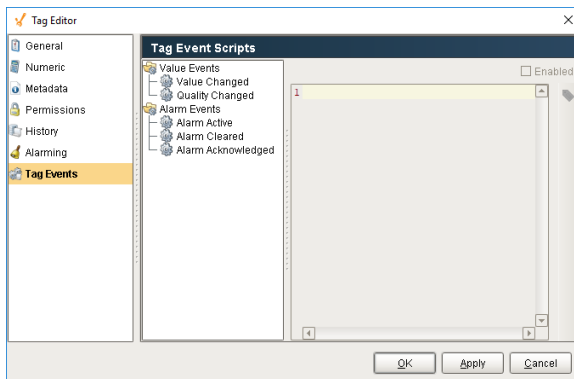 Tag Editor
General
Numeric
Metadata
Permissions
History
Alarming
Tag Events
Tag Event Scripts
Value Events
Value Changed
Quality Changed
Alarm Events
Alarm Active
Alarm Cleared
Alarm Acknowledged
Enabled
1
OK
Apply
Cancel